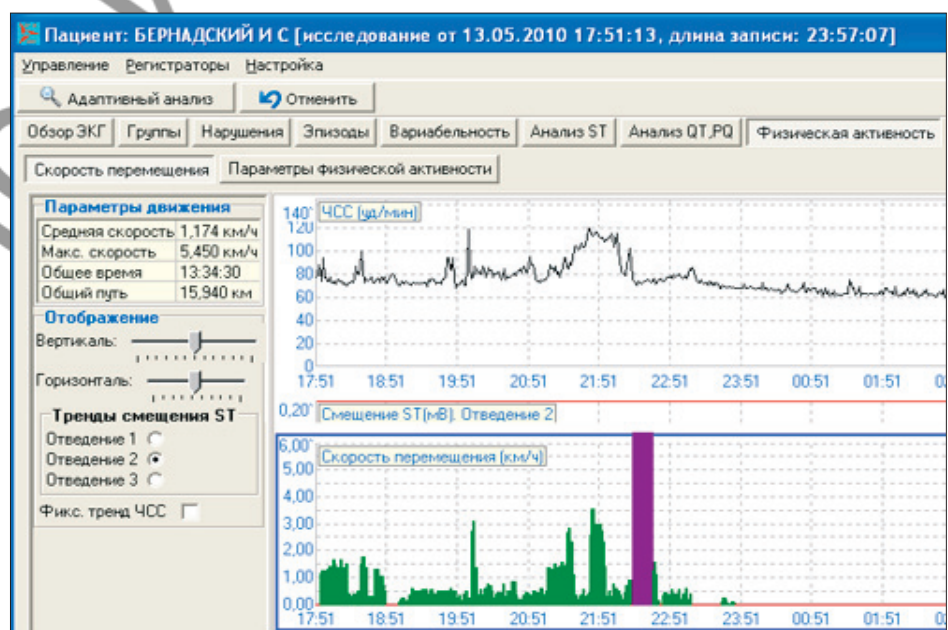 Пациент: БЕРНАДСКИЙ И С [исследование от 13.05.2010 17:51:13, длина записи: 23:57:07]
Управление Регистраторы Настройка
Адаптивный анализ Отменить
Обзор ЭКГ Группы Нарушения Эпизоды Вариабельность Анализ ST Анализ QT,PQ Физическая активность
Скорость перемещения Параметры физической активности
Параметры движения
Средняя скорость 1,174 км/ч
Макс. скорость 5,450 км/ч
Общее время 13:34:30
Общий путь 15,940 км
Отображение
Вертикаль:
Горизонталь:
Тренды смещения ST
Отведение 1
Отведение 2
Отведение 3
Фикс. тренд ЧСС
ЧСС (уд/мин)
140
120
100
80
60
40
20
0
17:51 18:51 19:51 20:51 21:51 22:51 23:51 00:51 01:51
0,20 Смещение ST(мВ). Отведение 2
Скорость перемещения (км/ч)
6,00
5,00
4,00
3,00
2,00
1,00
0,00
17:51 18:51 19:51 20:51 21:51 22:51 23:51 00:51 01:51